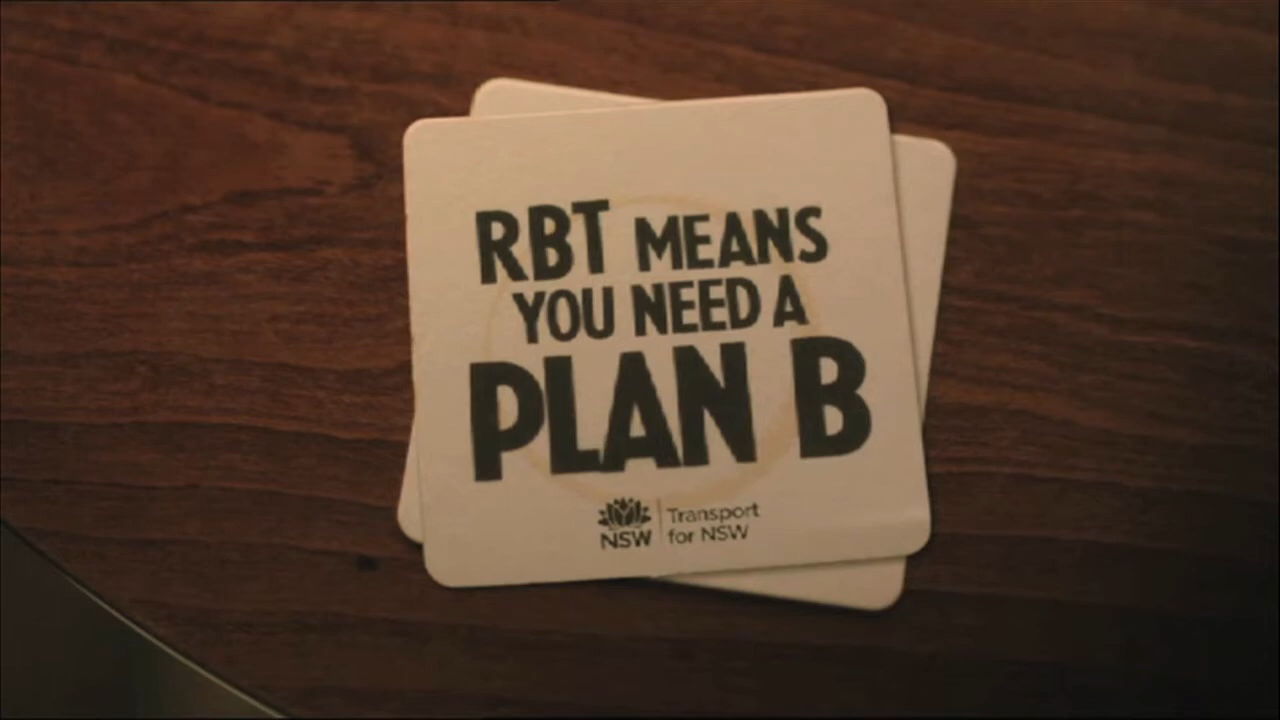 RBT MEANS
YOU NEED A
PLAN B
NSW
Transport
for NSW